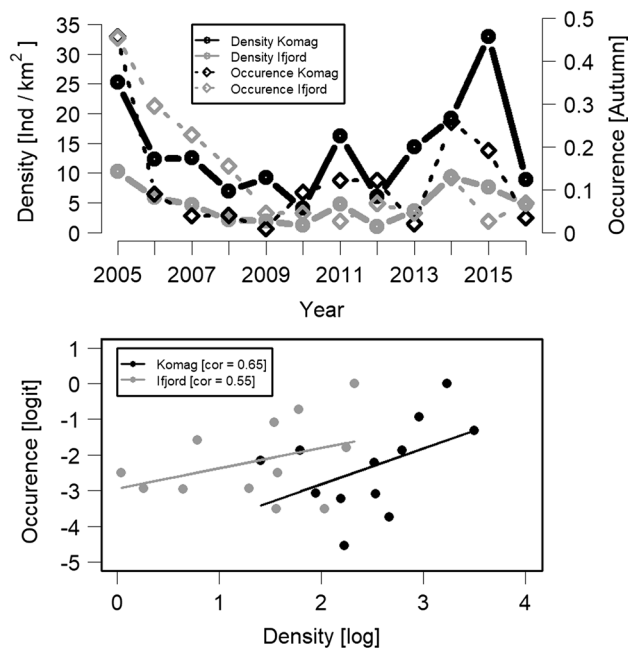 35
30
25
20
15
10
5
0
Density [Ind / km²]
Density Komag
Density Ifjord
Occurence Komag
Occurence Ifjord
0.5
0.4
0.3
0.2
0.1
0
Occurence [Autumn]
2005 2007 2009 2011 2013 2015
Year
Komag [cor = 0.65]
Ifjord [cor = 0.55]
1
0
-1
-2
-3
-4
-5
Occurence [logit]
0 1 2 3 4
Density [log]